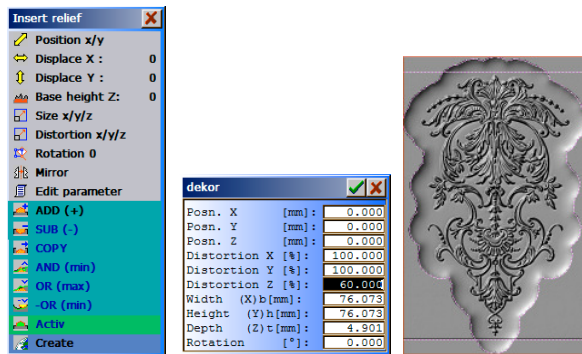 Insert relief
Position x/y
Displace X : 0
Displace Y : 0
Base height Z: 0
Size x/y/z
Distortion x/y/z
Rotation 0
Mirror
Edit parameter
ADD (+)
SUB (-)
COPY
AND (min)
OR (max)
-OR (min)
Activ
Create
dekor
Posn. X [mm]: 0.000
Posn. Y [mm]: 0.000
Posn. Z [mm]: 0.000
Distortion X [%]: 100.000
Distortion Y [%]: 100.000
Distortion Z [%]: 60.000
Width (X)b[mm]: 76.073
Height (Y)h[mm]: 76.073
Depth (Z)t[mm]: 4.901
Rotation [°]: 0.000